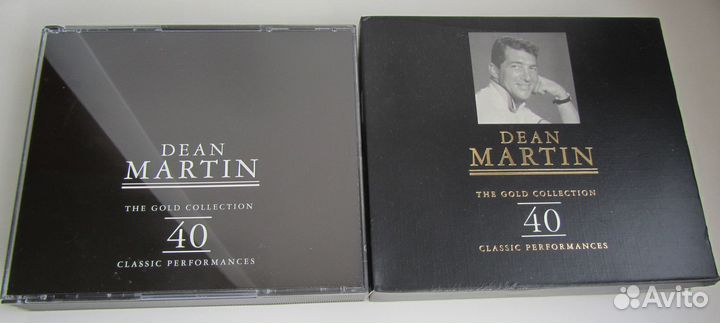 DEAN
MARTIN
THE GOLD COLLECTION
40
CLASSIC PERFORMANCES
DEAN
MARTIN
THE GOLD COLLECTION
40
CLASSIC PERFORMANCES
Avito